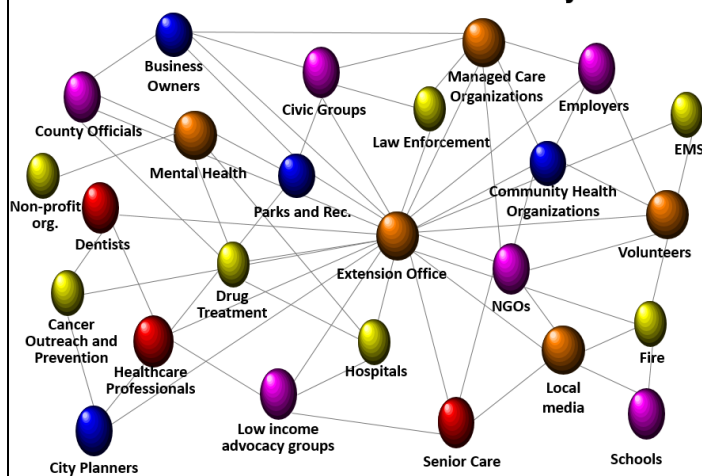 Business
Owners
Civic Groups
Managed Care
Organizations
Employers
County Officials
Law Enforcement
EMS
Mental Health
Non-profit
org.
Parks and Rec.
Community Health
Organizations
Dentists
Volunteers
Extension Office
Drug
Treatment
NGOs
Cancer
Outreach and
Prevention
Healthcare
Professionals
Hospitals
Local
media
Fire
Low income
advocacy groups
City Planners
Senior Care
Schools